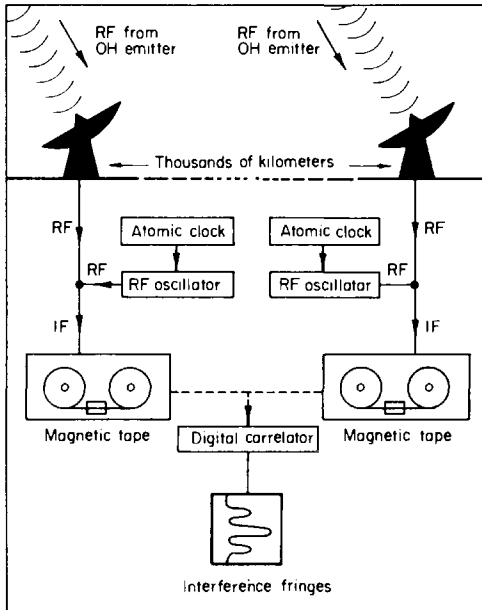 RF from
OH emitter
RF from
OH emitter
Thousands of kilometers
RF
RF
Atomic clock
Atomic clock
RF
RF
RF oscillator
RF oscillator
IF
IF
Magnetic tape
Magnetic tape
Digital carrelator
Interference fringes